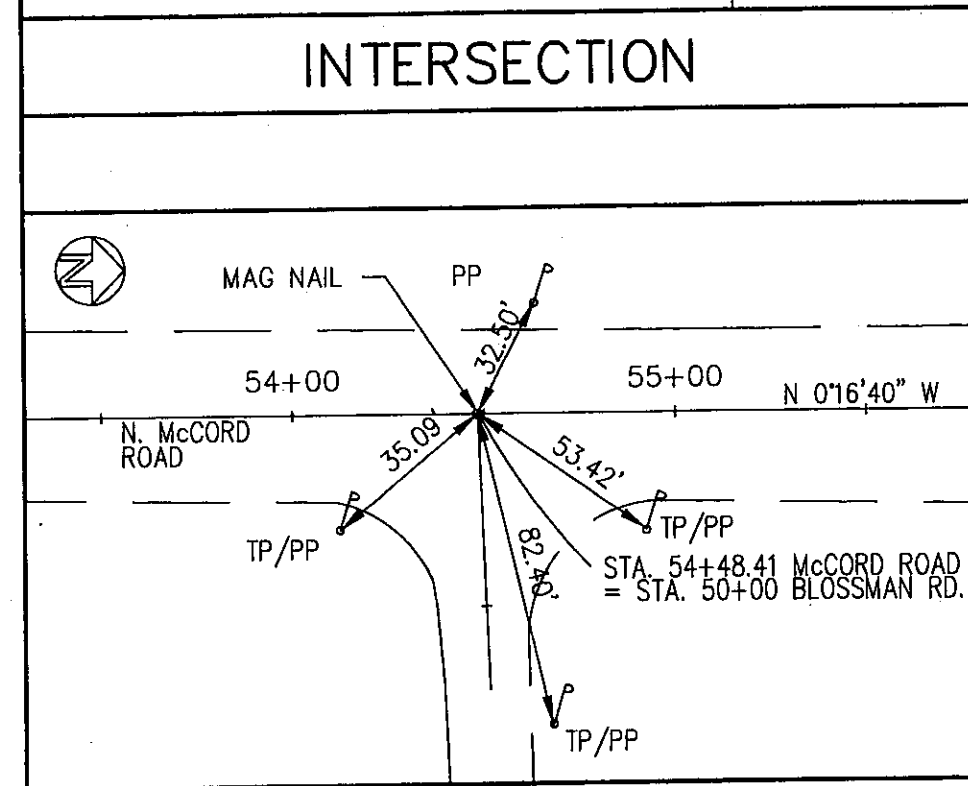 INTERSECTION
N
MAG NAIL
PP
32.50'
54+00
55+00
N 0°16'40" W
N. McCORD
ROAD
35.09'
53.42'
TP/PP
TP/PP
82.40'
STA. 54+48.41 McCORD ROAD
= STA. 50+00 BLOSSMAN RD.
TP/PP